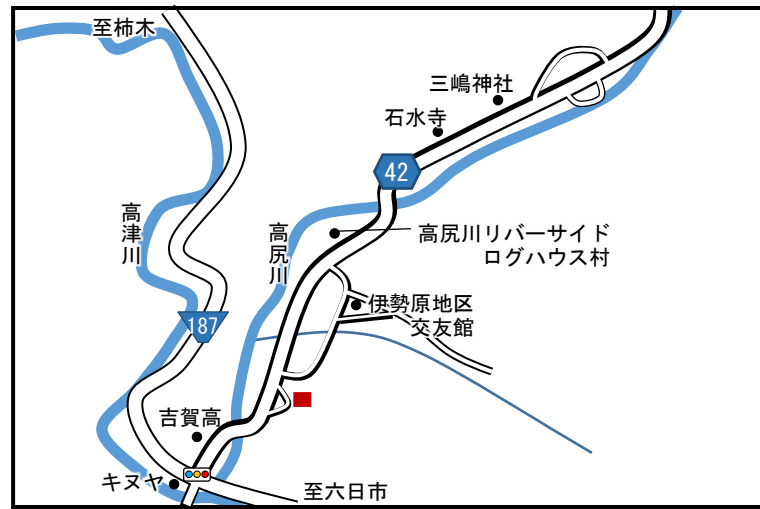 至柿木
三嶋神社
石水寺
42
高津川
高尻川
高尻川リバーサイド
ログハウス村
伊勢原地区
交友館
187
吉賀高
キヌヤ
至六日市